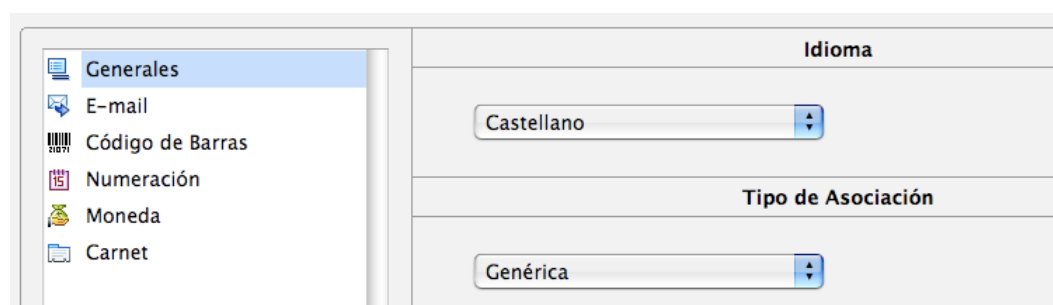 Generales
E-mail
Código de Barras
Numeración
Moneda
Carnet
Idioma
Castellano
Tipo de Asociación
Genérica